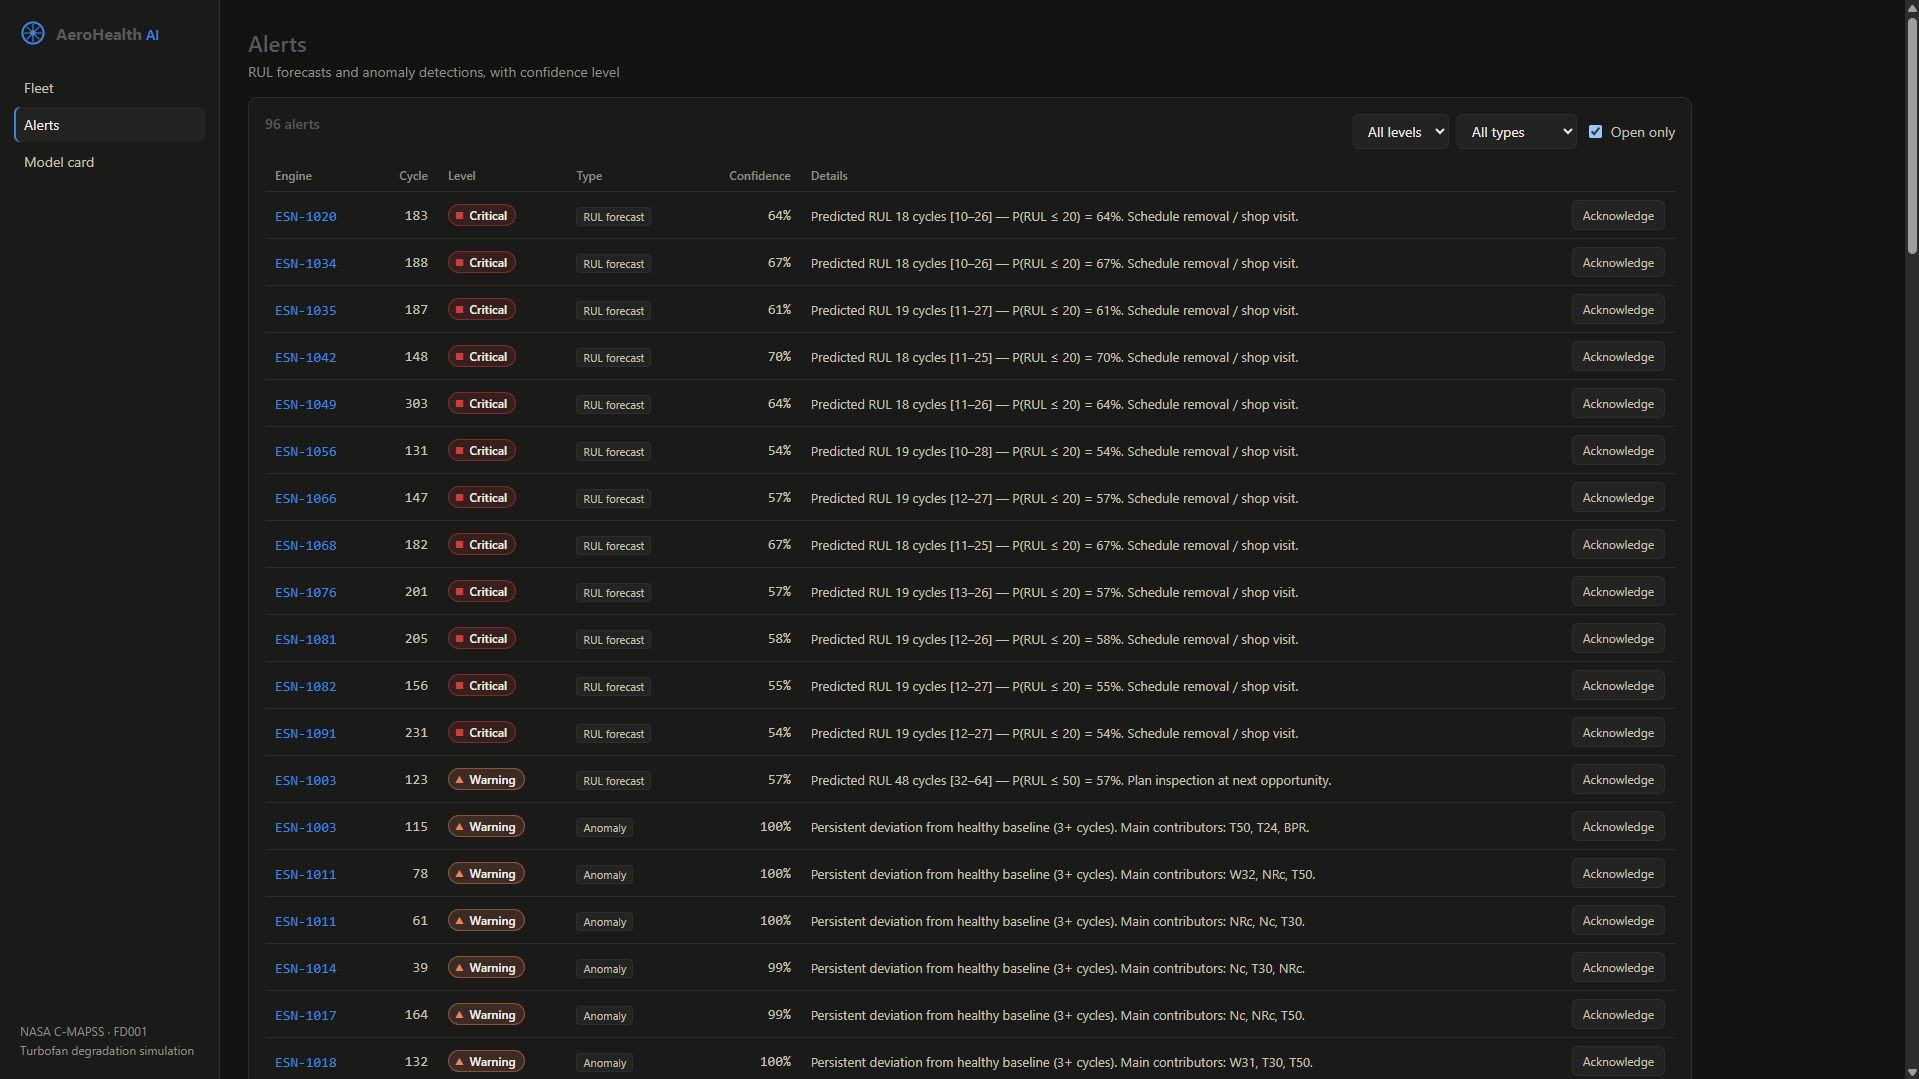 AeroHealth AI
Fleet
Alerts
Model card
NASA C-MAPSS · FD001
Turbofan degradation simulation
Alerts
RUL forecasts and anomaly detections, with confidence level
96 alerts
All levels All types Open only
Engine Cycle Level Type Confidence Details
ESN-1020 183 Critical RUL forecast 64% Predicted RUL 18 cycles [10–26] — P(RUL ≤ 20) = 64%. Schedule removal / shop visit. Acknowledge
ESN-1034 188 Critical RUL forecast 67% Predicted RUL 18 cycles [10–26] — P(RUL ≤ 20) = 67%. Schedule removal / shop visit. Acknowledge
ESN-1035 187 Critical RUL forecast 61% Predicted RUL 19 cycles [11–27] — P(RUL ≤ 20) = 61%. Schedule removal / shop visit. Acknowledge
ESN-1042 148 Critical RUL forecast 70% Predicted RUL 18 cycles [11–25] — P(RUL ≤ 20) = 70%. Schedule removal / shop visit. Acknowledge
ESN-1049 303 Critical RUL forecast 64% Predicted RUL 18 cycles [11–26] — P(RUL ≤ 20) = 64%. Schedule removal / shop visit. Acknowledge
ESN-1056 131 Critical RUL forecast 54% Predicted RUL 19 cycles [10–28] — P(RUL ≤ 20) = 54%. Schedule removal / shop visit. Acknowledge
ESN-1066 147 Critical RUL forecast 57% Predicted RUL 19 cycles [12–27] — P(RUL ≤ 20) = 57%. Schedule removal / shop visit. Acknowledge
ESN-1068 182 Critical RUL forecast 67% Predicted RUL 18 cycles [11–25] — P(RUL ≤ 20) = 67%. Schedule removal / shop visit. Acknowledge
ESN-1076 201 Critical RUL forecast 57% Predicted RUL 19 cycles [13–26] — P(RUL ≤ 20) = 57%. Schedule removal / shop visit. Acknowledge
ESN-1081 205 Critical RUL forecast 58% Predicted RUL 19 cycles [12–26] — P(RUL ≤ 20) = 58%. Schedule removal / shop visit. Acknowledge
ESN-1082 156 Critical RUL forecast 55% Predicted RUL 19 cycles [12–27] — P(RUL ≤ 20) = 55%. Schedule removal / shop visit. Acknowledge
ESN-1091 231 Critical RUL forecast 54% Predicted RUL 19 cycles [12–27] — P(RUL ≤ 20) = 54%. Schedule removal / shop visit. Acknowledge
ESN-1003 123 Warning RUL forecast 57% Predicted RUL 48 cycles [32–64] — P(RUL ≤ 50) = 57%. Plan inspection at next opportunity. Acknowledge
ESN-1003 115 Warning Anomaly 100% Persistent deviation from healthy baseline (3+ cycles). Main contributors: T50, T24, BPR. Acknowledge
ESN-1011 78 Warning Anomaly 100% Persistent deviation from healthy baseline (3+ cycles). Main contributors: W32, NRc, T50. Acknowledge
ESN-1011 61 Warning Anomaly 100% Persistent deviation from healthy baseline (3+ cycles). Main contributors: NRc, Nc, T30. Acknowledge
ESN-1014 39 Warning Anomaly 99% Persistent deviation from healthy baseline (3+ cycles). Main contributors: Nc, T30, NRc. Acknowledge
ESN-1017 164 Warning Anomaly 99% Persistent deviation from healthy baseline (3+ cycles). Main contributors: Nc, NRc, T50. Acknowledge
ESN-1018 132 Warning Anomaly 100% Persistent deviation from healthy baseline (3+ cycles). Main contributors: W31, T30, T50. Acknowledge